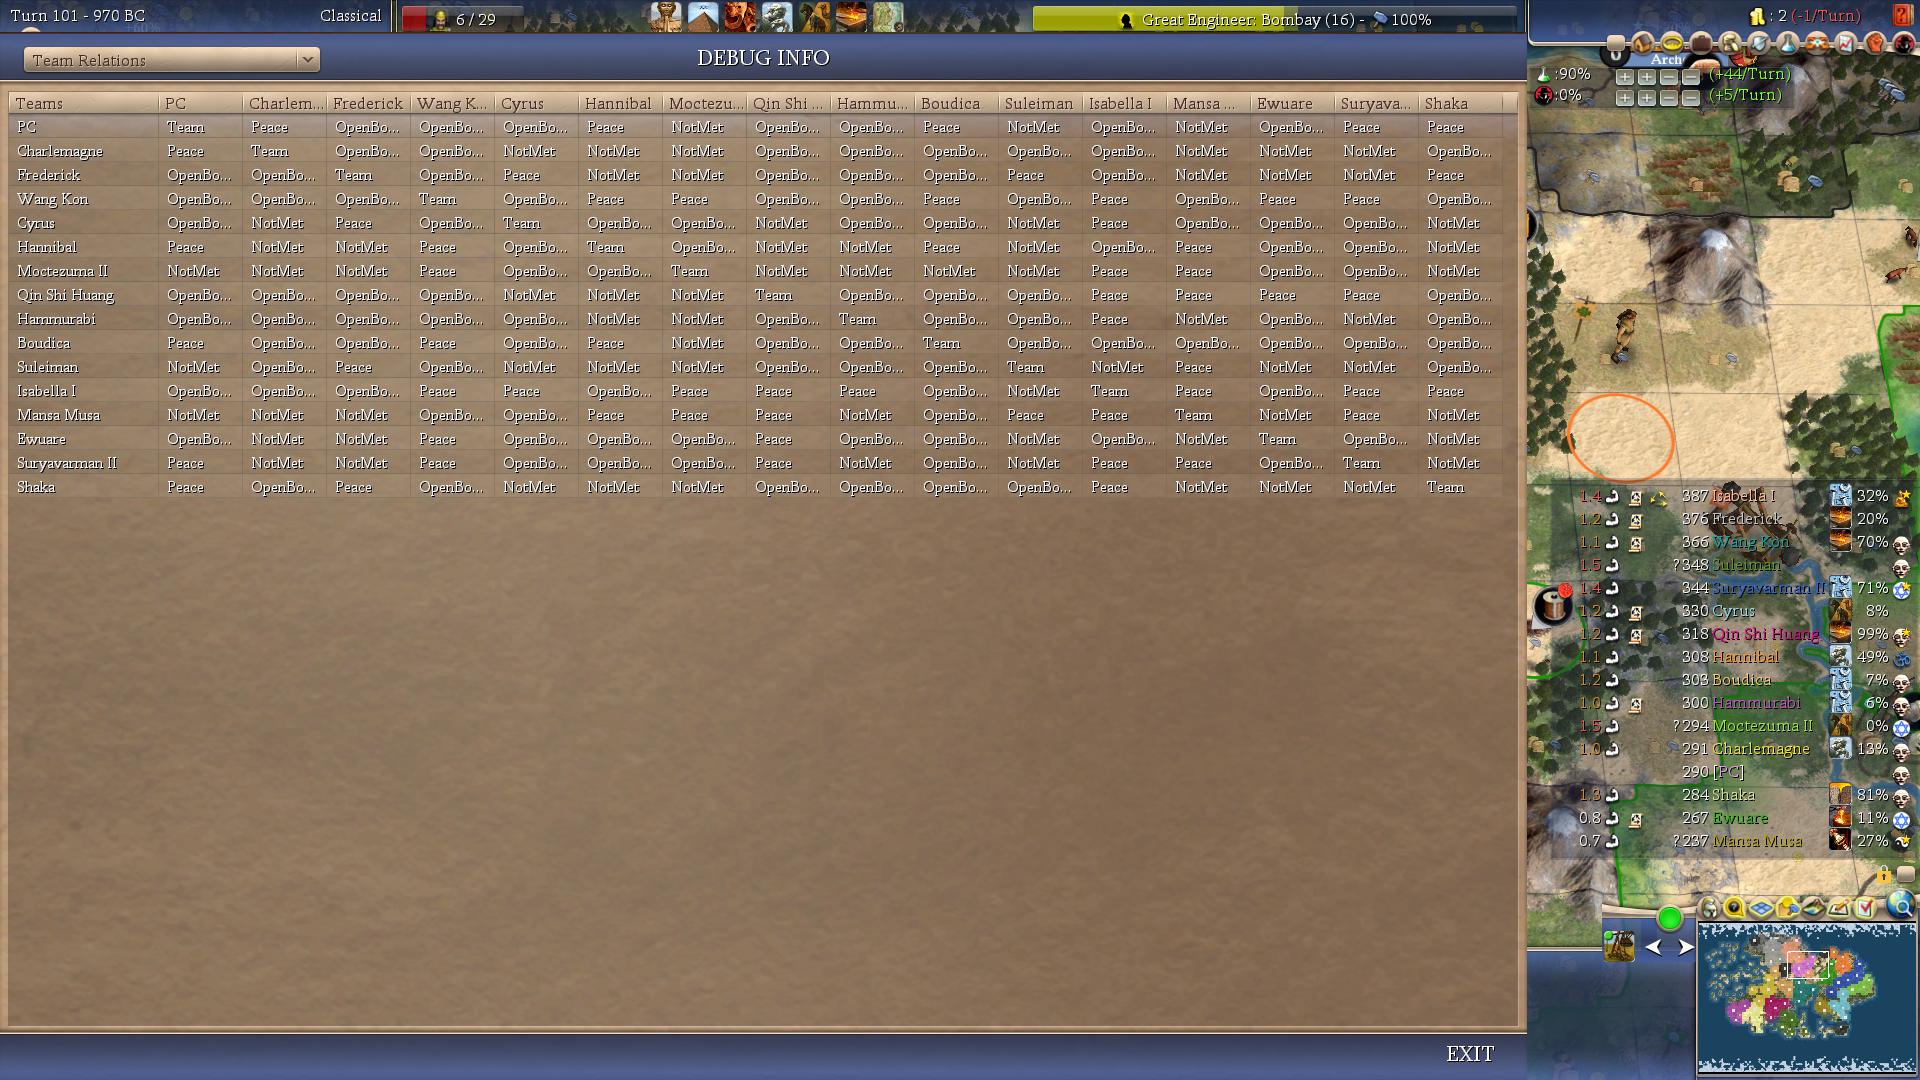 Turn 101 - 970 BC Classical 6 / 29 Great Engineer: Bombay (16) - 100% : 2 (-1/Turn)
Team Relations DEBUG INFO
:90% (+44/Turn)
:0% (+5/Turn)
Teams PC Charlem... Frederick Wang K... Cyrus Hannibal Moctezu... Qin Shi ... Hammu... Boudica Suleiman Isabella I Mansa ... Ewuare Suryava... Shaka
PC Team Peace OpenBo... OpenBo... OpenBo... Peace NotMet OpenBo... OpenBo... Peace NotMet OpenBo... NotMet OpenBo... Peace Peace
Charlemagne Peace Team OpenBo... OpenBo... NotMet NotMet NotMet OpenBo... OpenBo... OpenBo... OpenBo... OpenBo... NotMet NotMet NotMet OpenBo...
Frederick OpenBo... OpenBo... Team OpenBo... Peace NotMet NotMet OpenBo... OpenBo... OpenBo... Peace OpenBo... NotMet NotMet NotMet Peace
Wang Kon OpenBo... OpenBo... OpenBo... Team OpenBo... Peace Peace OpenBo... OpenBo... Peace OpenBo... Peace OpenBo... Peace Peace OpenBo...
Cyrus OpenBo... NotMet Peace OpenBo... Team OpenBo... OpenBo... NotMet OpenBo... OpenBo... NotMet Peace OpenBo... OpenBo... OpenBo... NotMet
Hannibal Peace NotMet NotMet Peace OpenBo... Team OpenBo... NotMet NotMet Peace NotMet OpenBo... Peace OpenBo... OpenBo... NotMet
Moctezuma II NotMet NotMet NotMet Peace OpenBo... OpenBo... Team NotMet NotMet NotMet NotMet Peace Peace OpenBo... OpenBo... NotMet
Qin Shi Huang OpenBo... OpenBo... OpenBo... OpenBo... NotMet NotMet NotMet Team OpenBo... OpenBo... OpenBo... Peace Peace Peace Peace OpenBo...
Hammurabi OpenBo... OpenBo... OpenBo... OpenBo... OpenBo... NotMet NotMet OpenBo... Team OpenBo... OpenBo... Peace NotMet OpenBo... NotMet OpenBo...
Boudica Peace OpenBo... OpenBo... Peace OpenBo... Peace NotMet OpenBo... OpenBo... Team OpenBo... OpenBo... OpenBo... OpenBo... OpenBo... OpenBo...
Suleiman NotMet OpenBo... Peace OpenBo... NotMet NotMet NotMet OpenBo... OpenBo... OpenBo... Team NotMet Peace NotMet NotMet OpenBo...
Isabella I OpenBo... OpenBo... OpenBo... Peace Peace OpenBo... Peace Peace Peace OpenBo... NotMet Team Peace OpenBo... Peace Peace
Mansa Musa NotMet NotMet NotMet OpenBo... OpenBo... Peace Peace Peace NotMet OpenBo... Peace Peace Team NotMet Peace NotMet
Ewuare OpenBo... NotMet NotMet Peace OpenBo... OpenBo... OpenBo... Peace OpenBo... OpenBo... NotMet OpenBo... NotMet Team OpenBo... NotMet
Suryavarman II Peace NotMet NotMet Peace OpenBo... OpenBo... OpenBo... Peace NotMet OpenBo... NotMet Peace Peace OpenBo... Team NotMet
Shaka Peace OpenBo... Peace OpenBo... NotMet NotMet NotMet OpenBo... OpenBo... OpenBo... OpenBo... Peace NotMet NotMet NotMet Team
1.4 387 Isabella I 32%
1.2 376 Frederick 20%
1.1 366 Wang Kon 70%
1.5 ?348 Suleiman
1.4 344 Suryavarman II 71%
1.2 330 Cyrus 8%
1.2 318 Qin Shi Huang 99%
1.1 308 Hannibal 49%
1.2 303 Boudica 7%
1.0 300 Hammurabi 6%
1.5 ?294 Moctezuma II 0%
1.0 291 Charlemagne 13%
290 [PC]
1.3 284 Shaka 81%
0.8 267 Ewuare 11%
0.7 ?237 Mansa Musa 27%
EXIT